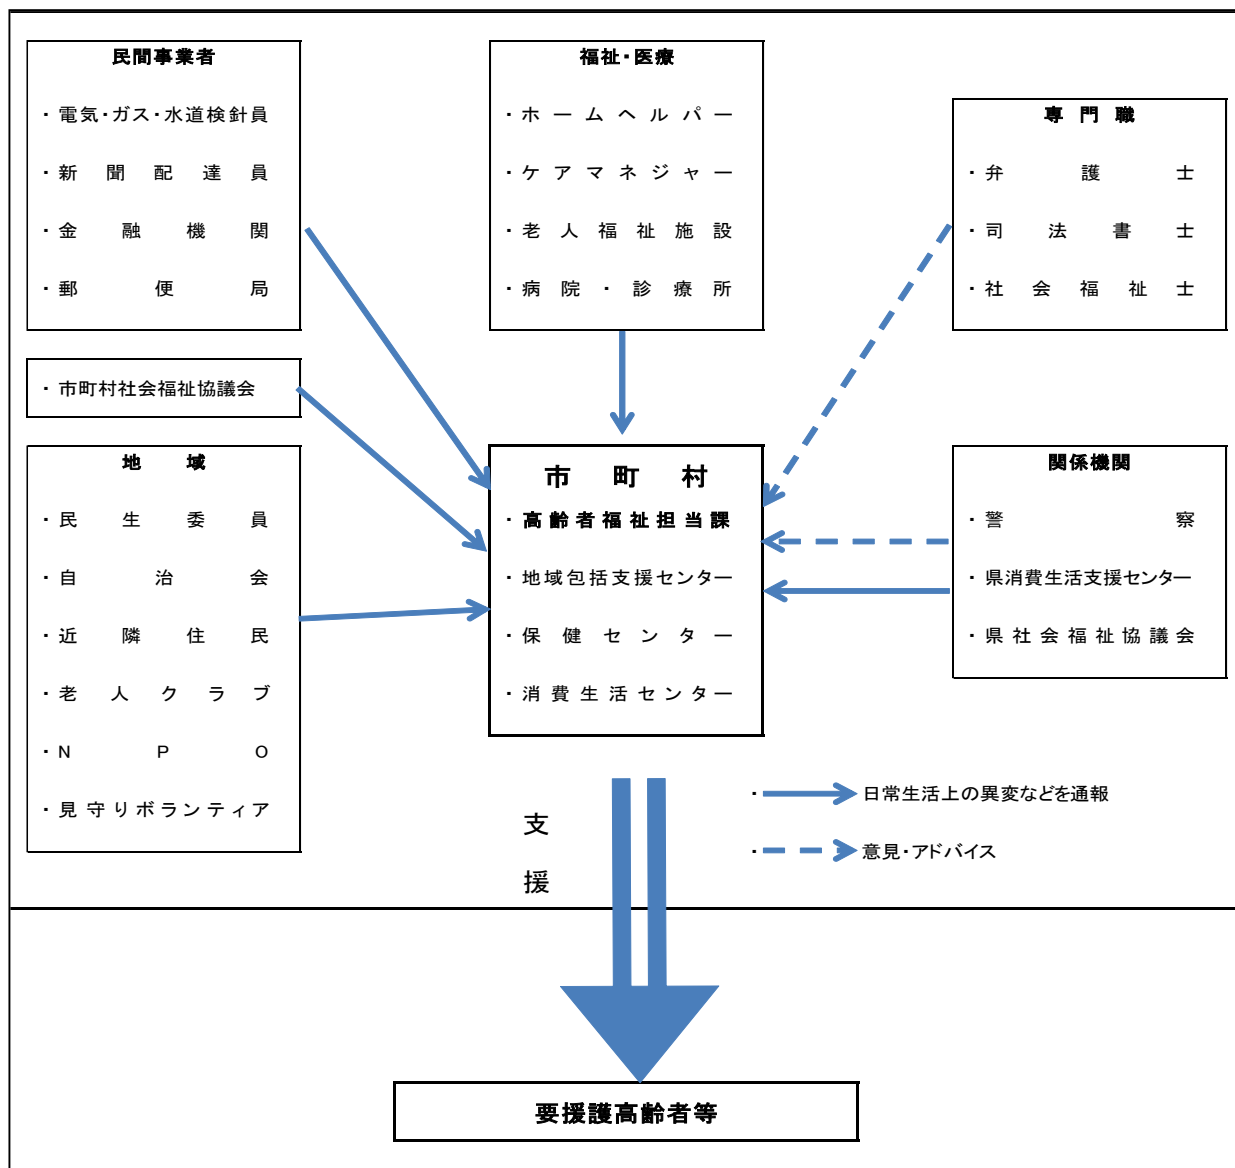 民間事業者
・電気・ガス・水道検針員
・新聞配達員
・金融機関
・郵便局
・市町村社会福祉協議会
地域
・民生委員
・自治会
・近隣住民
・老人クラブ
・NPO
・見守りボランティア
福祉・医療
・ホームヘルパー
・ケアマネジャー
・老人福祉施設
・病院・診療所
市町村
・高齢者福祉担当課
・地域包括支援センター
・保健センター
・消費生活センター
専門職
・弁護士
・司法書士
・社会福祉士
関係機関
・警察
・県消費生活支援センター
・県社会福祉協議会
・日常生活上の異変などを通報
・意見・アドバイス
支
援
要援護高齢者等